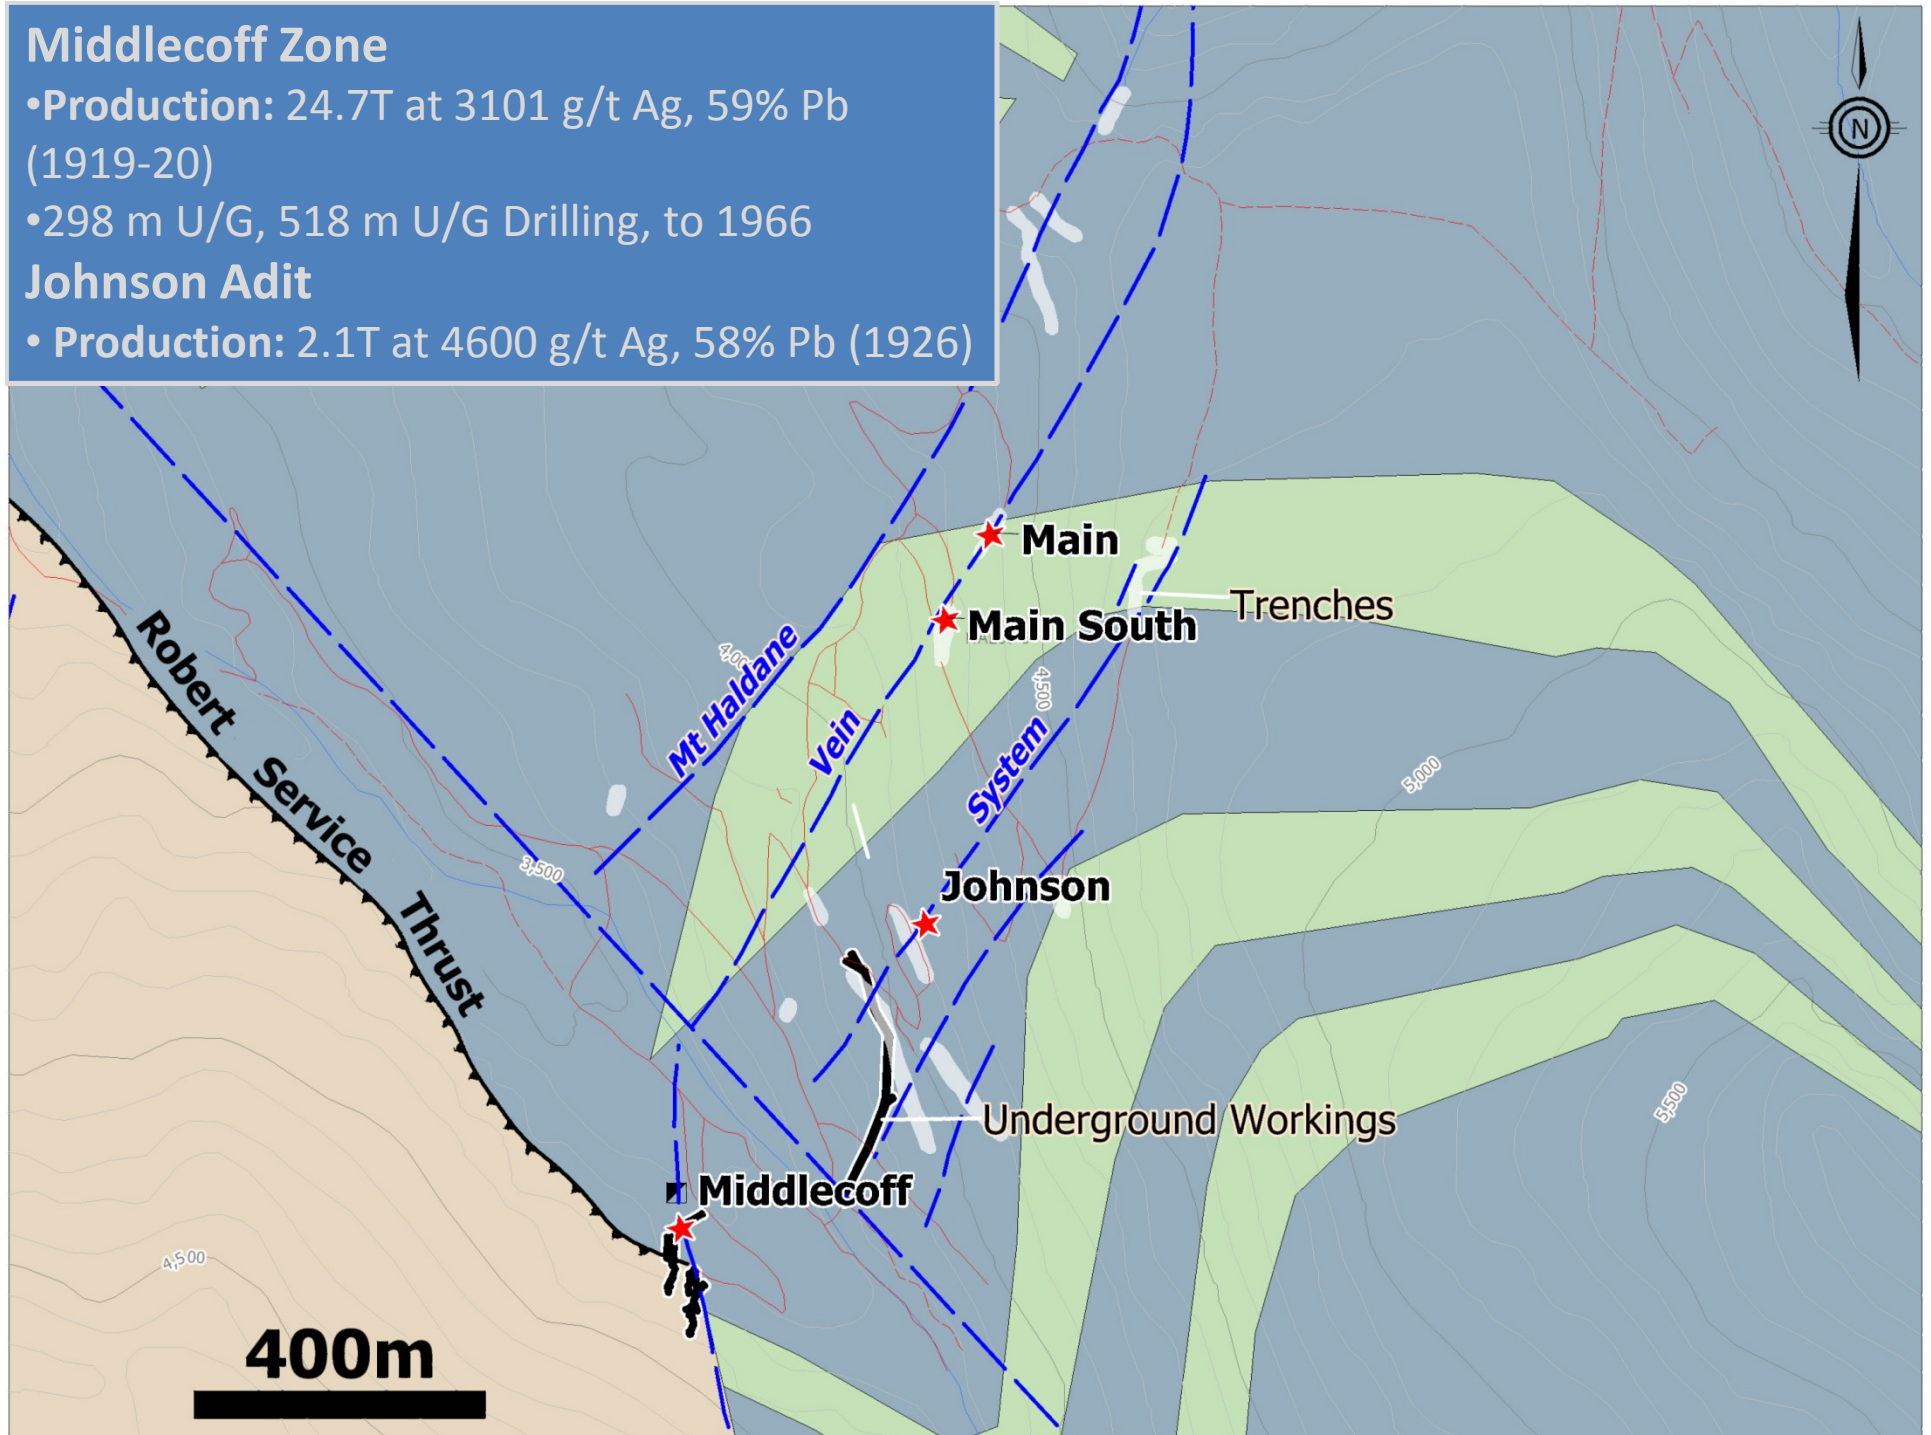 Middlecoff Zone
•Production: 24.7T at 3101 g/t Ag, 59% Pb
(1919-20)
•298 m U/G, 518 m U/G Drilling, to 1966
Johnson Adit
• Production: 2.1T at 4600 g/t Ag, 58% Pb (1926)
N
Main
Trenches
Main South
Robert Service Thrust
Mt Haldane Vein System
4,500
5,000
3,500
Johnson
5,500
Underground Workings
Middlecoff
4,500
400m